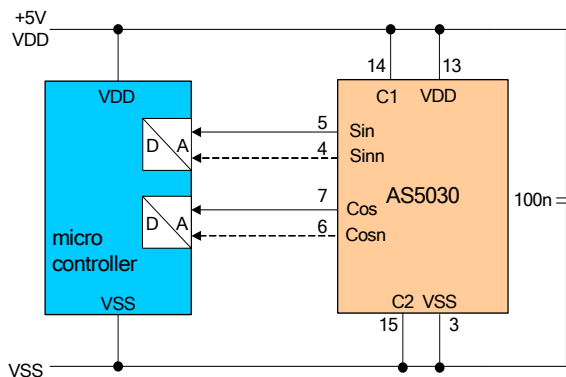 +5V
VDD
14
13
VDD
C1
VDD
D
A
5
Sin
4
Sinn
AS5030
100n
D
A
7
Cos
6
Cosn
micro
controller
VSS
C2
VSS
15
3
VSS